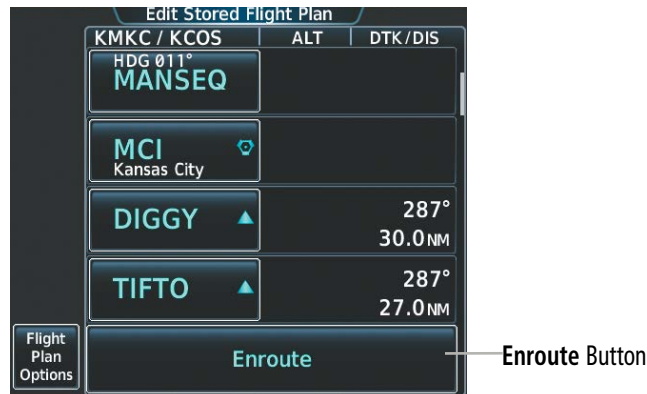 Edit Stored Flight Plan
KMKC / KCOS ALT DTK/DIS
HDG 011°
MANSEQ
MCI
Kansas City
DIGGY 287°
30.0NM
TIFTO 287°
27.0NM
Flight
Plan
Options
Enroute
Enroute Button